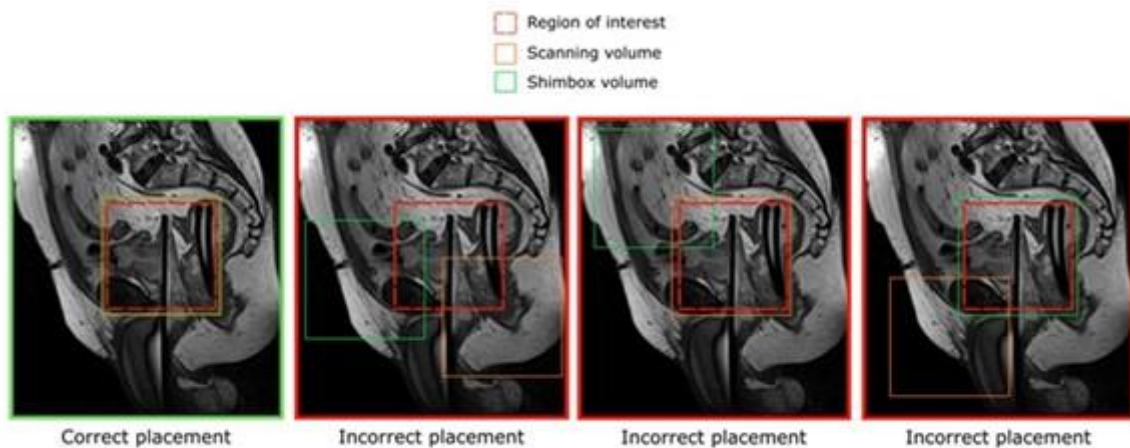 Region of interest
Scanning volume
Shimbox volume
Correct placement
Incorrect placement
Incorrect placement
Incorrect placement